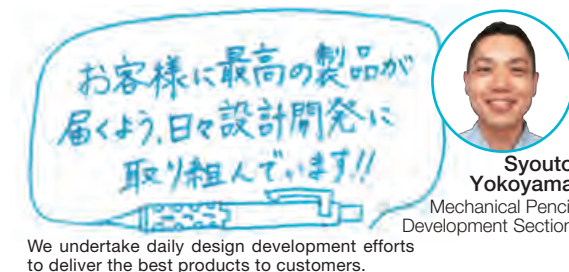 お客様に最高の製品が
届くよう、日々設計開発に
取り組んでいます!!
Syouto
Yokoyama
Mechanical Penci
Development Section
We undertake daily design development efforts
to deliver the best products to customers.